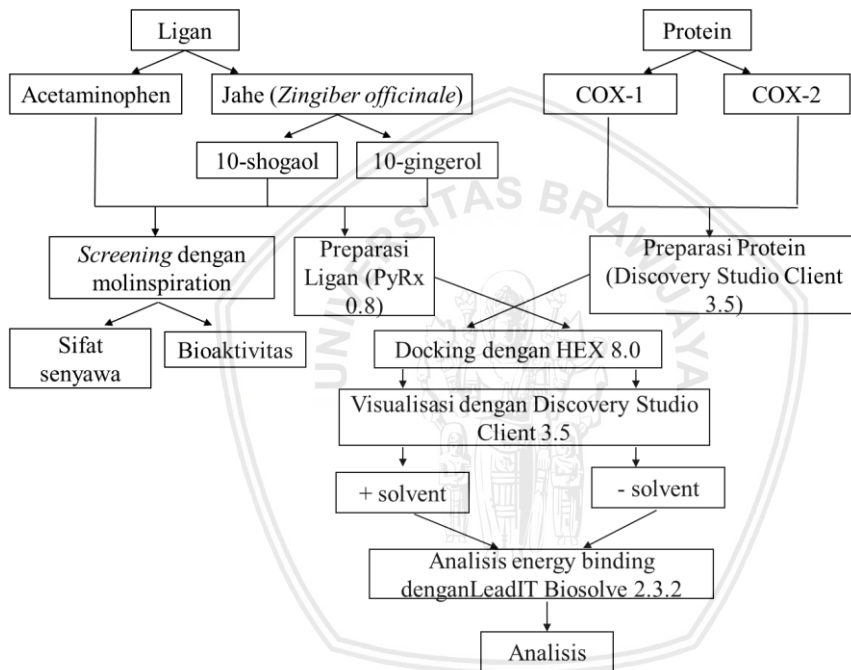 Ligan
Protein
Acetaminophen
Jahe (Zingiber officinale)
COX-1
COX-2
10-shogaol
10-gingerol
UNIVERSITAS BRAWIJAYA
Screening dengan
molinspiration
Preparasi
Ligan (PyRx
0.8)
Preparasi Protein
(Discovery Studio Client
3.5)
Sifat
senyawa
Bioaktivitas
Docking dengan HEX 8.0
Visualisasi dengan Discovery Studio
Client 3.5
+ solvent
- solvent
Analisis energy binding
denganLeadIT Biosolve 2.3.2
Analisis